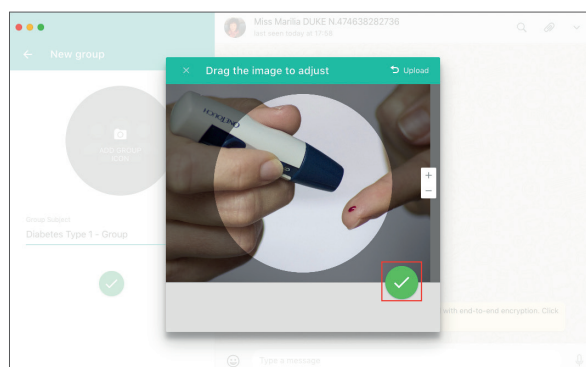 Miss Marilia DUKE N.474638282736
last seen today at 17:58
New group
Drag the image to adjust
Upload
ADD GROUP
ICON
Group Subject
Diabetes Type 1 - Group
with end-to-end encryption. Click
Type a message